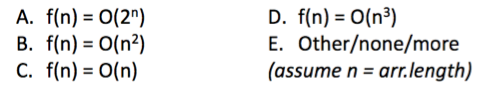 A. f(n) = O(2ⁿ)
B. f(n) = O(n²)
C. f(n) = O(n)
D. f(n) = O(n³)
E. Other/none/more
(assume n = arr.length)